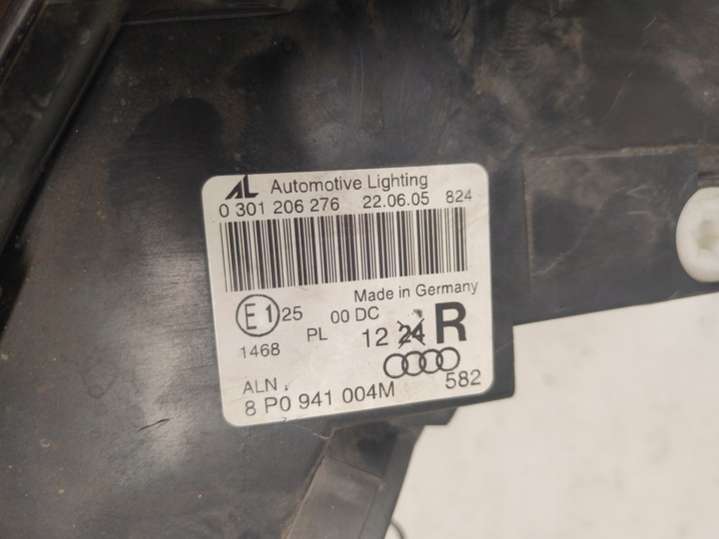 AL Automotive Lighting
0 301 206 276 22.06.05 824
Made in Germany
E1 25 00 DC
1468 PL 12 24 R
ALN
8 P0 941 004M 582